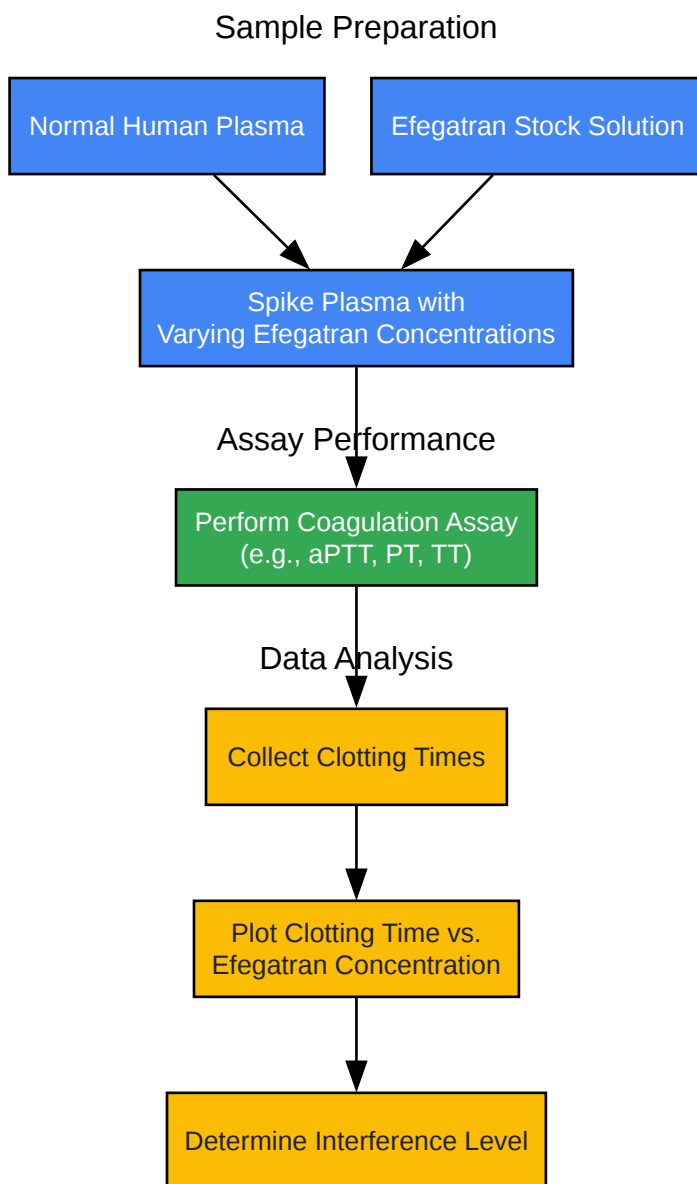 Sample Preparation
Normal Human Plasma
Efegatran Stock Solution
Spike Plasma with
Varying Efegatran Concentrations
Assay Performance
Perform Coagulation Assay
(e.g., aPTT, PT, TT)
Data Analysis
Collect Clotting Times
Plot Clotting Time vs.
Efegatran Concentration
Determine Interference Level